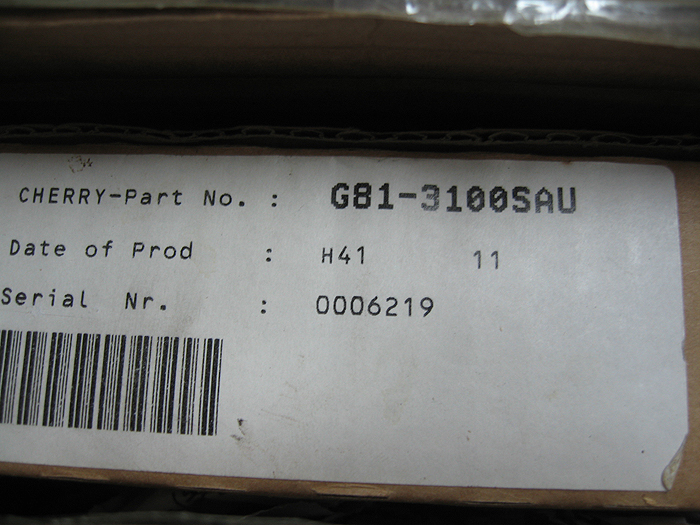 CHERRY-Part No. : G81-3100SAU
Date of Prod : H41 11
Serial Nr. : 0006219